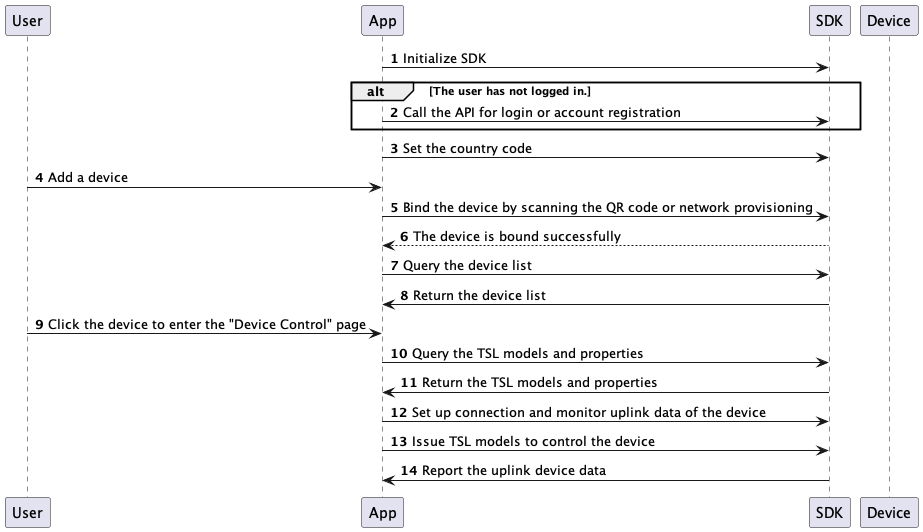 User App SDK Device
1 Initialize SDK
alt [The user has not logged in.]
2 Call the API for login or account registration
3 Set the country code
4 Add a device
5 Bind the device by scanning the QR code or network provisioning
6 The device is bound successfully
7 Query the device list
8 Return the device list
9 Click the device to enter the "Device Control" page
10 Query the TSL models and properties
11 Return the TSL models and properties
12 Set up connection and monitor uplink data of the device
13 Issue TSL models to control the device
14 Report the uplink device data
User App SDK Device